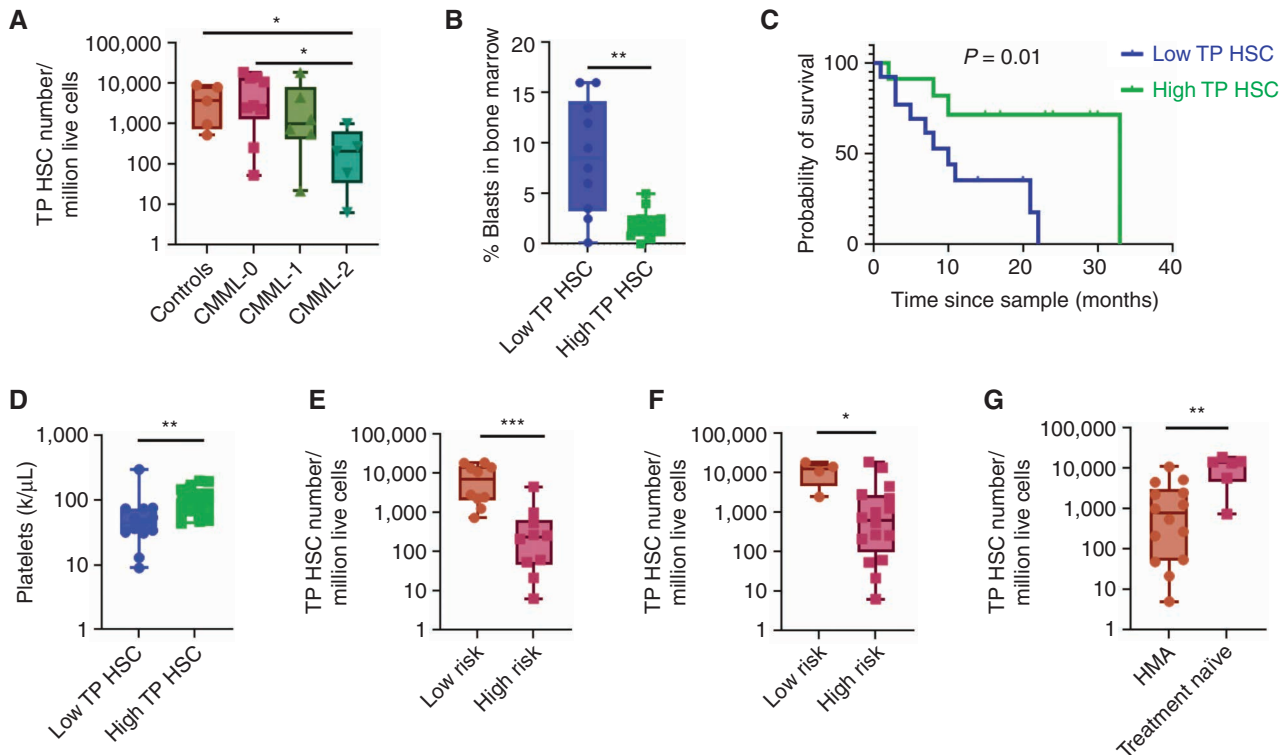 A
TP HSC number/
million live cells
100,000
10,000
1,000
100
10
1
*
*
Controls
CMML-0
CMML-1
CMML-2
B
% Blasts in bone marrow
20
15
10
5
0
**
Low TP HSC
High TP HSC
C
Probability of survival
100
50
0
P = 0.01
0 10 20 30 40
Time since sample (months)
Low TP HSC
High TP HSC
D
Platelets (k/μL)
1,000
100
10
1
**
Low TP HSC
High TP HSC
E
TP HSC number/
million live cells
100,000
10,000
1,000
100
10
1
***
Low risk
High risk
F
TP HSC number/
million live cells
100,000
10,000
1,000
100
10
1
*
Low risk
High risk
G
TP HSC number/
million live cells
100,000
10,000
1,000
100
10
1
**
HMA
Treatment naïve